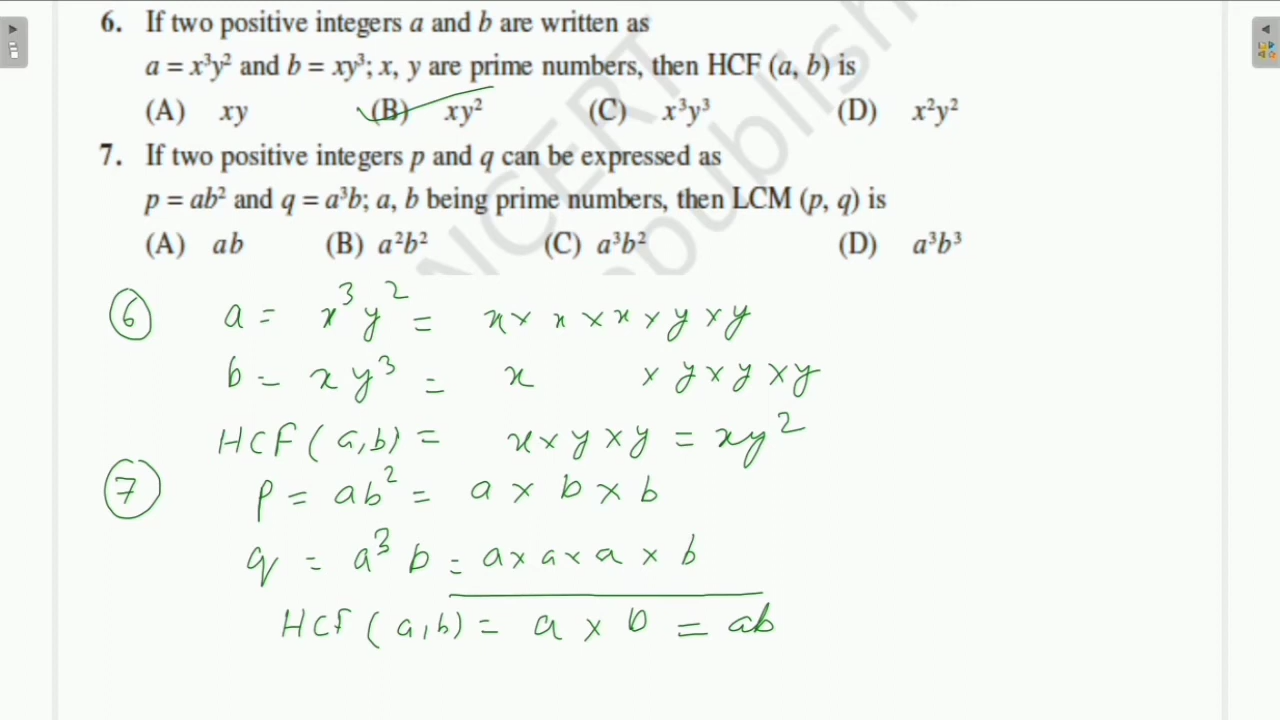 6. If two positive integers a and b are written as
a = x³y² and b = xy³; x, y are prime numbers, then HCF (a, b) is
(A) xy (B) xy² (C) x³y³ (D) x²y²
7. If two positive integers p and q can be expressed as
p = ab² and q = a³b; a, b being prime numbers, then LCM (p, q) is
(A) ab (B) a²b² (C) a³b² (D) a³b³
⑥ a = x³y² = x × x × x × y × y
b = xy³ = x × y × y × y
HCF(a,b) = x × y × y = xy²
⑦ p = ab² = a × b × b
q = a³b = a × a × a × b
HCF(a,b) = a × b = ab
NCERT
publish